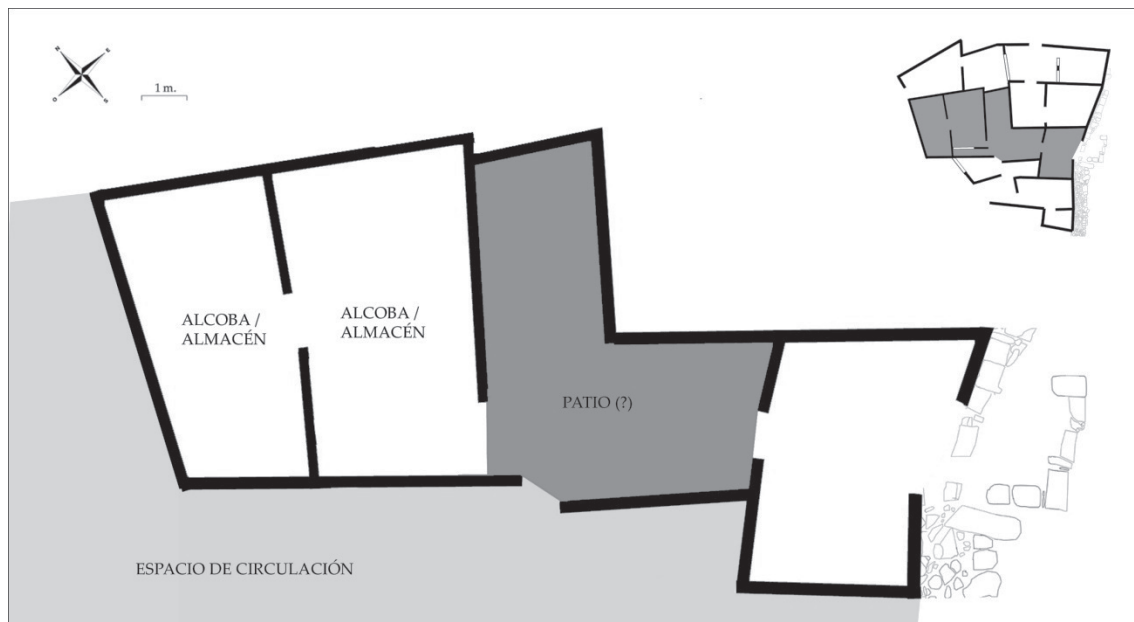 N
E
O
S
1 m.
ALCOBA /
ALMACÉN
ALCOBA /
ALMACÉN
PATIO (?)
ESPACIO DE CIRCULACIÓN